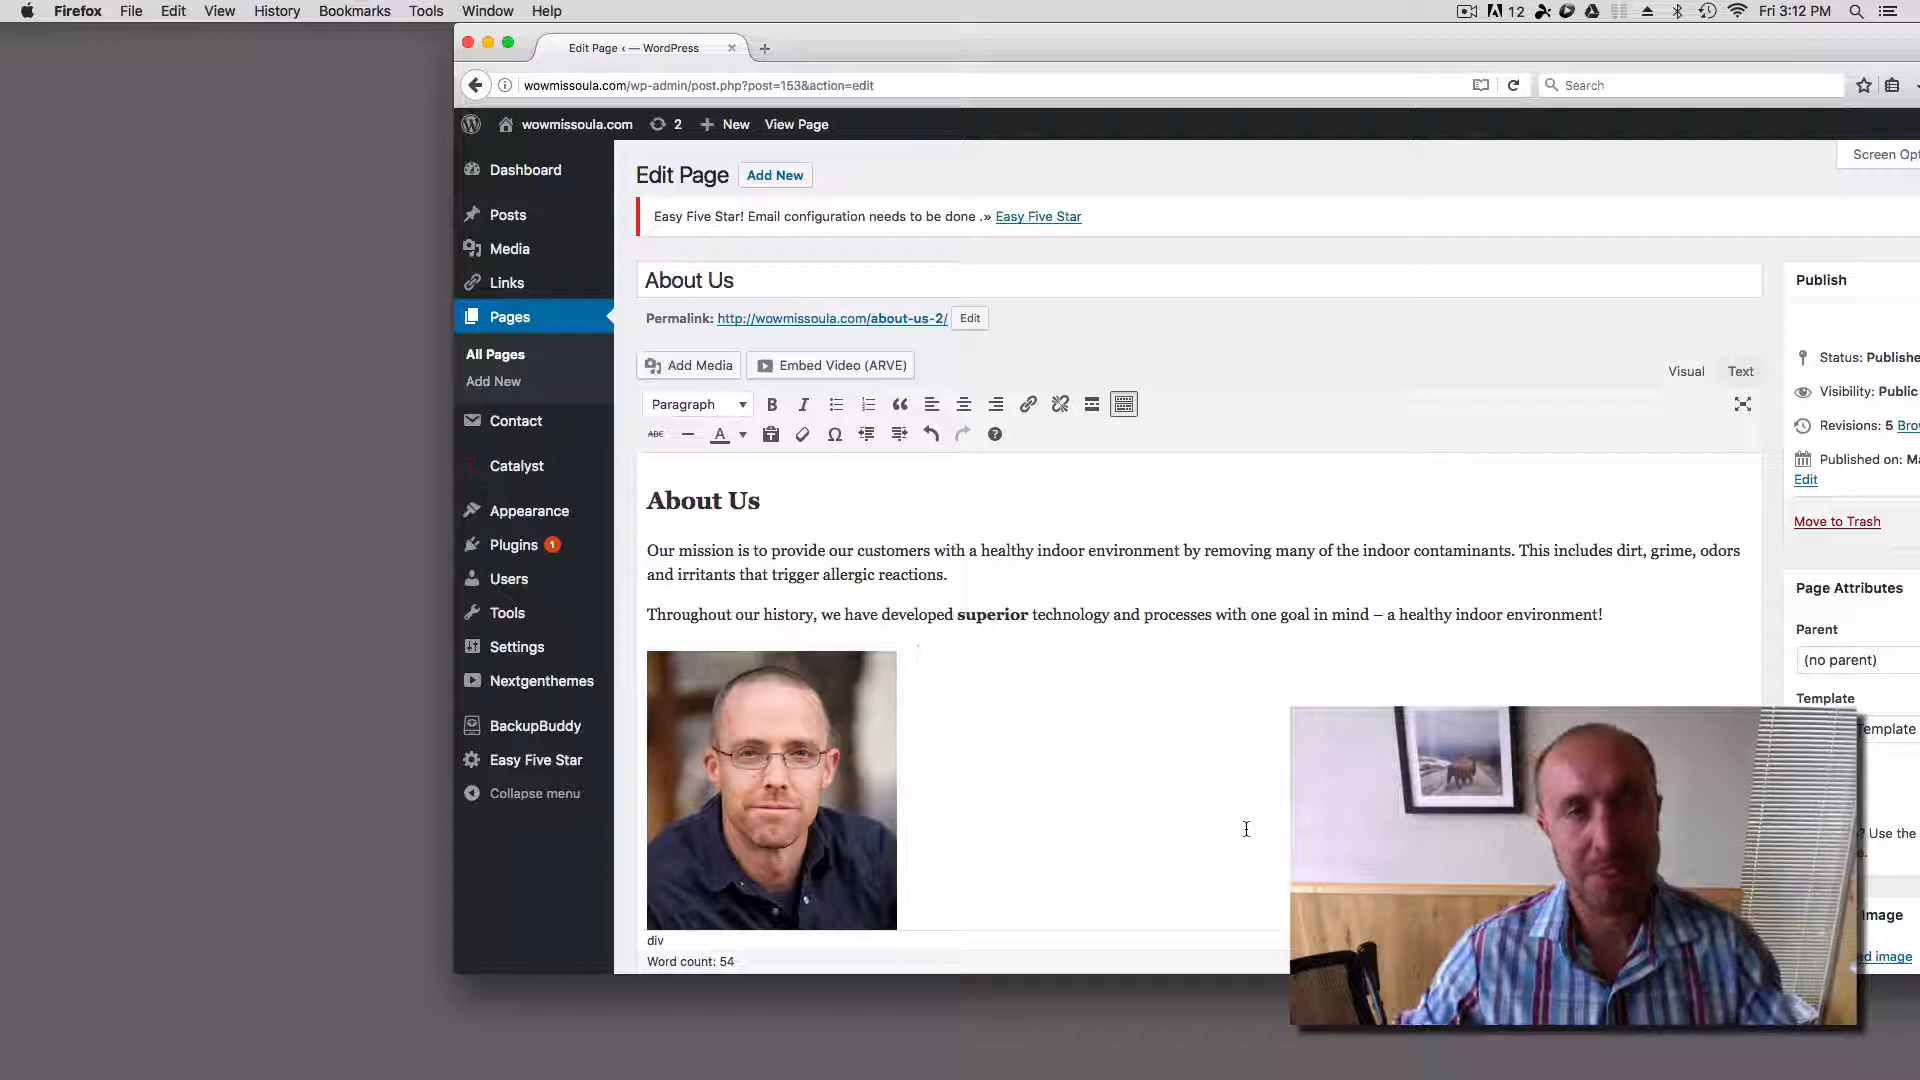 Firefox File Edit View History Bookmarks Tools Window Help 12 Fri 3:12 PM
Edit Page ‹ — WordPress
wowmissoula.com/wp-admin/post.php?post=153&action=edit Search
wowmissoula.com 2 New View Page
Screen Opt
Dashboard
Posts
Media
Links
Pages
All Pages
Add New
Contact
Catalyst
Appearance
Plugins 1
Users
Tools
Settings
Nextgenthemes
BackupBuddy
Easy Five Star
Collapse menu
Edit Page Add New
Easy Five Star! Email configuration needs to be done .» Easy Five Star
About Us
Permalink: http://wowmissoula.com/about-us-2/ Edit
Add Media Embed Video (ARVE)
Visual Text
Paragraph B I
ABC A Ω
About Us
Our mission is to provide our customers with a healthy indoor environment by removing many of the indoor contaminants. This includes dirt, grime, odors
and irritants that trigger allergic reactions.
Throughout our history, we have developed superior technology and processes with one goal in mind – a healthy indoor environment!
div
Word count: 54
Publish
Status: Publishe
Visibility: Public
Revisions: 5 Bro
Published on: Ma
Edit
Move to Trash
Page Attributes
Parent
(no parent)
Template
Template
? Use the
e.
Image
ed image